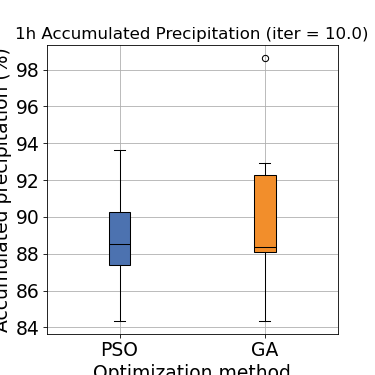 1h Accumulated Precipitation (iter = 10.0)
Accumulated precipitation (%)
98
96
94
92
90
88
86
84
PSO
GA
Optimization method